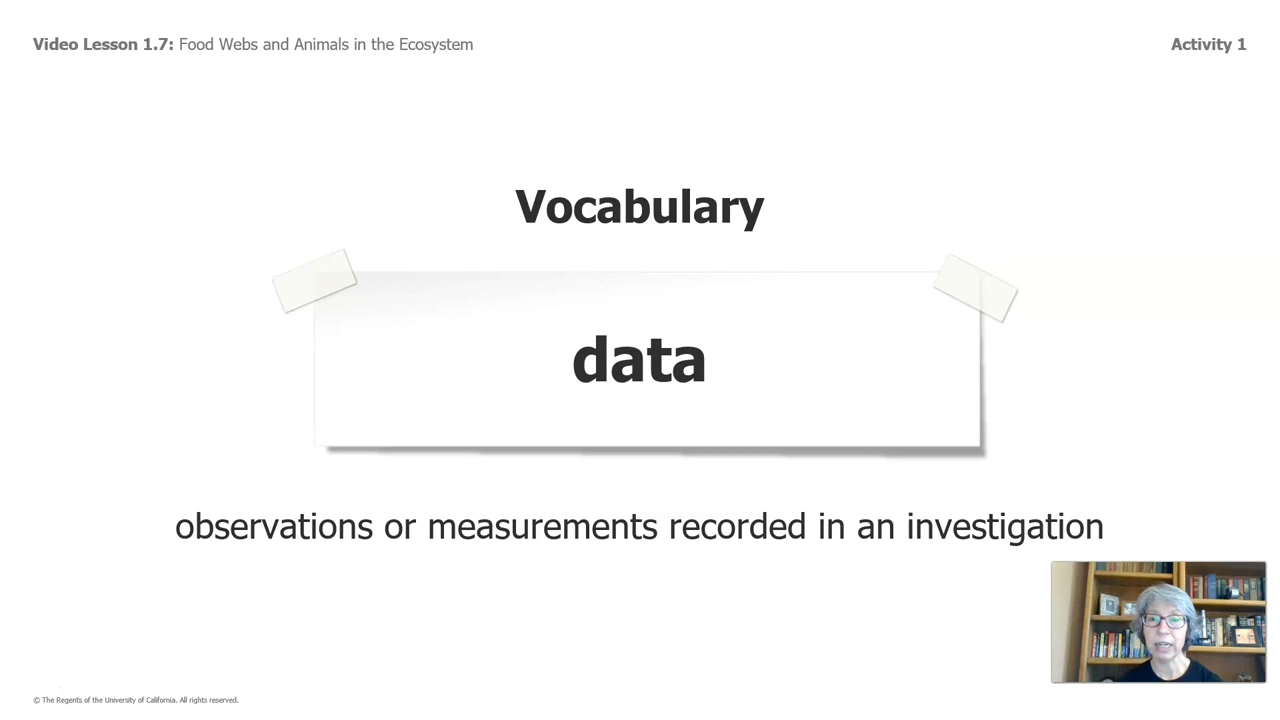 Video Lesson 1.7: Food Webs and Animals in the Ecosystem
Activity 1
Vocabulary
data
observations or measurements recorded in an investigation
© The Regents of the University of California. All rights reserved.